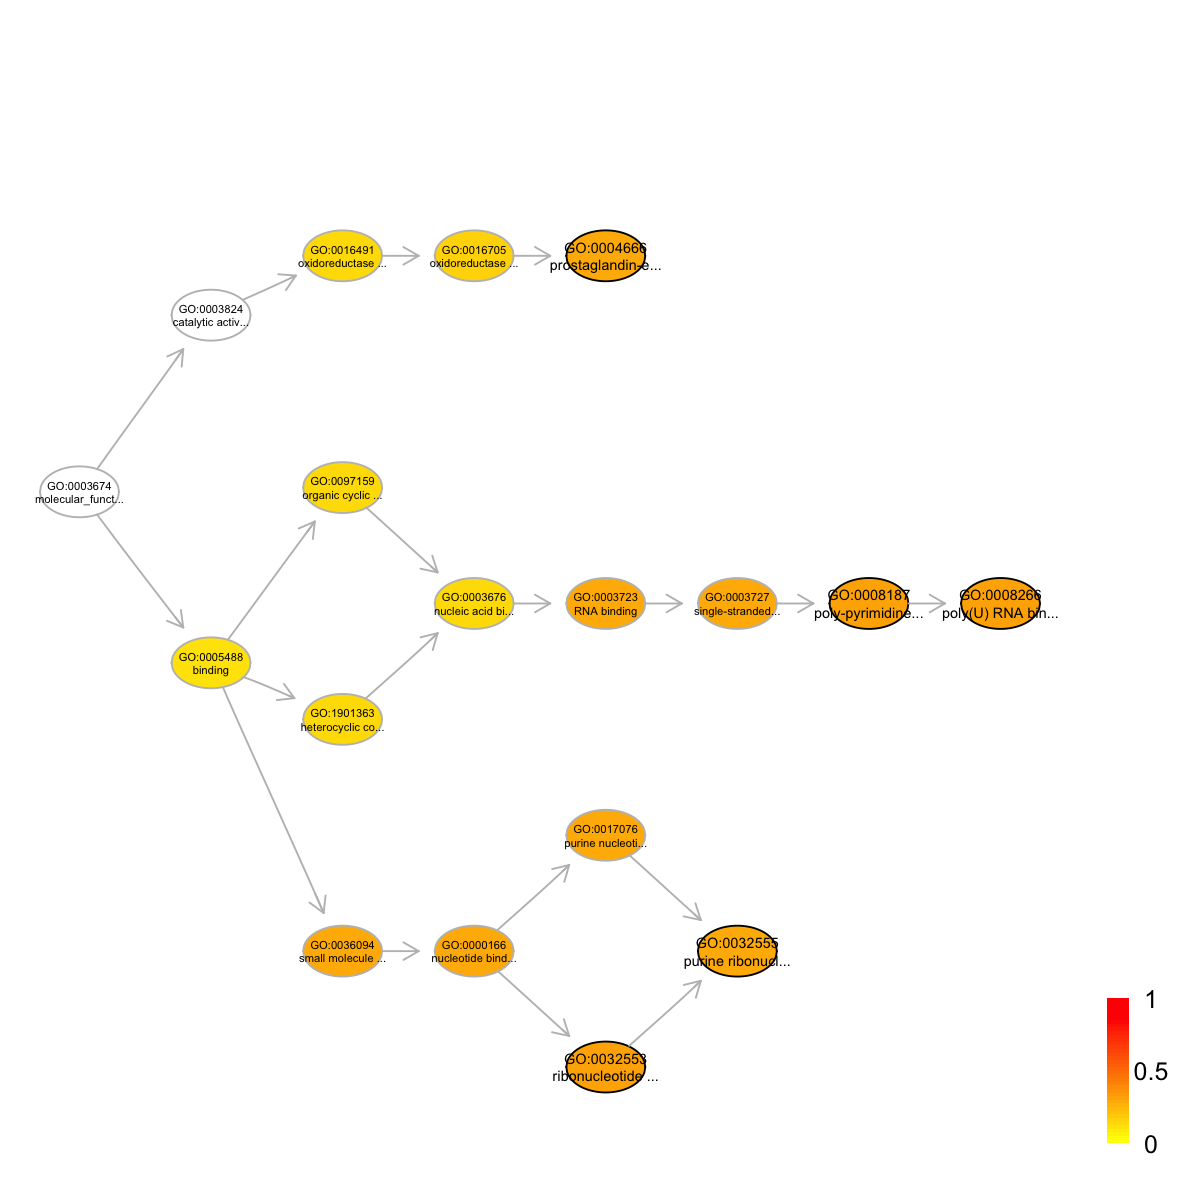 GO:0004666
prostaglandin-e...
GO:0016491
oxidoreductase ...
GO:0016705
oxidoreductase ...
GO:0003824
catalytic activ...
GO:0003674
molecular_funct...
GO:0097159
organic cyclic ...
GO:0003676
nucleic acid bi...
GO:0003723
RNA binding
GO:0003727
single-stranded...
GO:0008187
poly-pyrimidine...
GO:0008266
poly(U) RNA bin...
GO:0005488
binding
GO:1901363
heterocyclic co...
GO:0017076
purine nucleoti...
GO:0036094
small molecule ...
GO:0000166
nucleotide bind...
GO:0032555
purine ribonucl...
GO:0032553
ribonucleotide ...
1
0.5
0